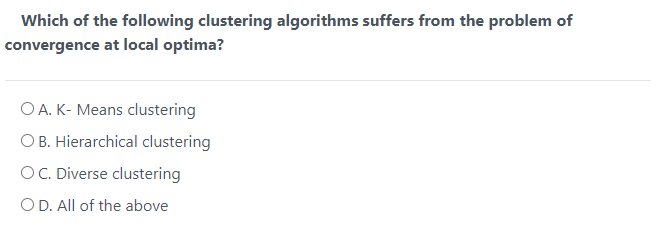 Which of the following clustering algorithms suffers from the problem of
convergence at local optima?
A. K- Means clustering
B. Hierarchical clustering
C. Diverse clustering
D. All of the above